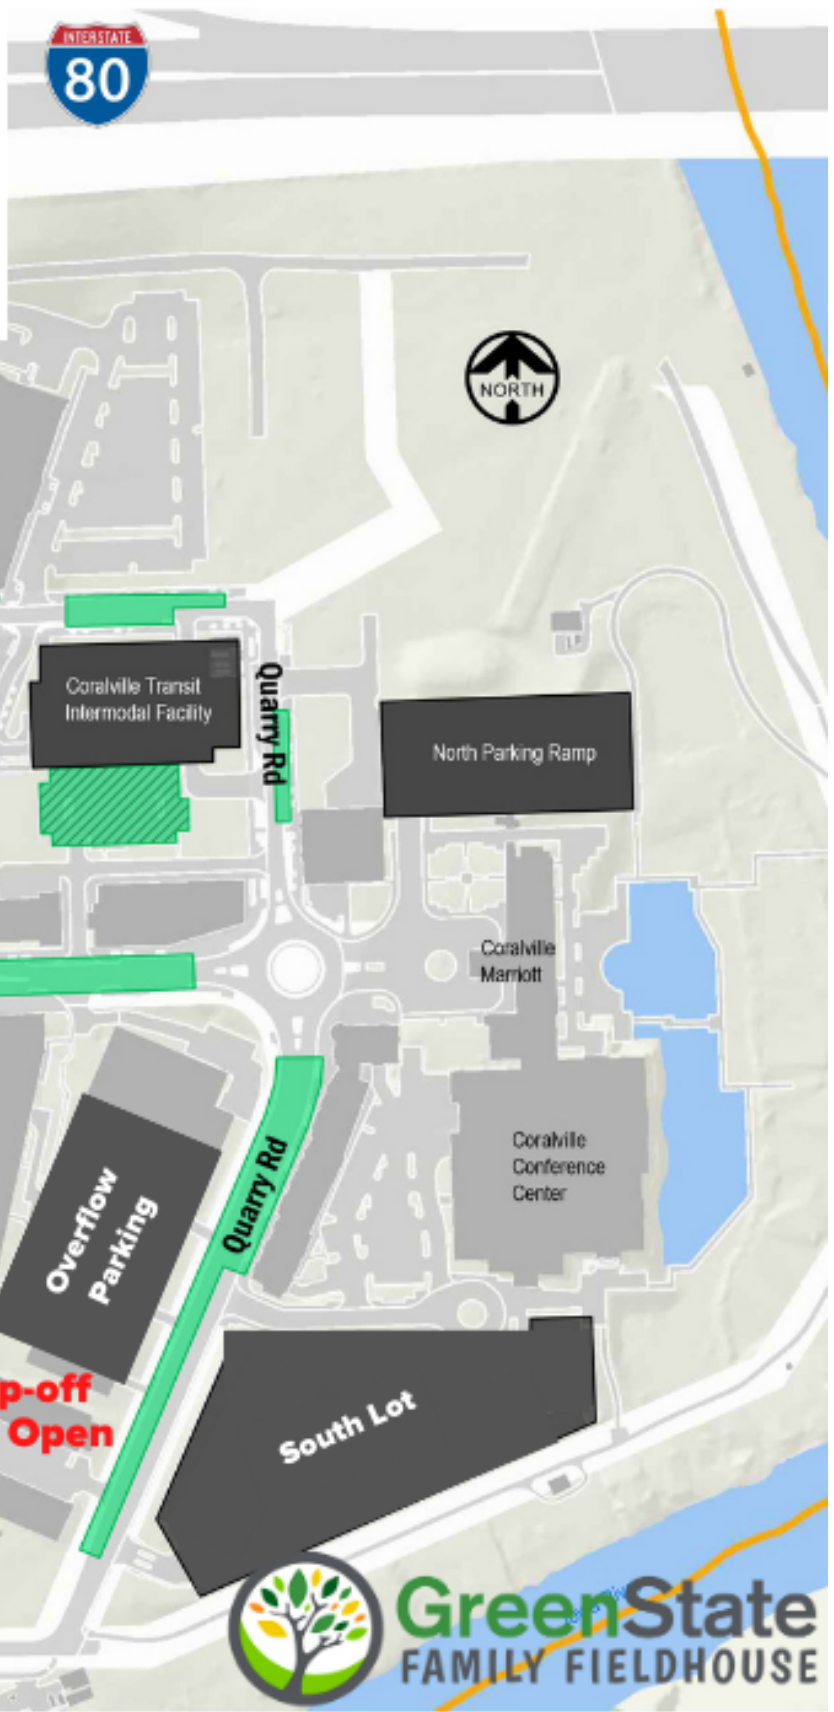 INTERSTATE
80
NORTH
Quarry Rd
Coralville Transit
Intermodal Facility
North Parking Ramp
Coralville
Marriott
Coralville
Conference
Center
Quarry Rd
Overflow
Parking
p-off
Open
South Lot
GreenState
FAMILY FIELDHOUSE